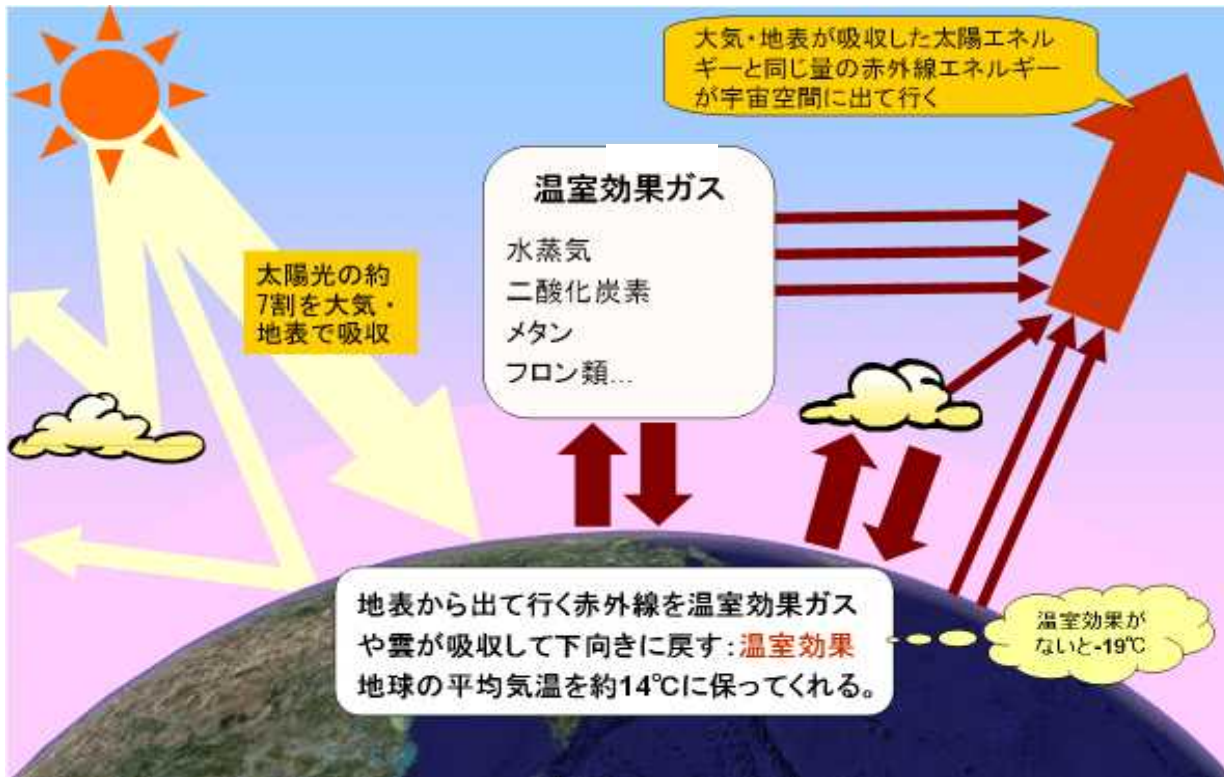 大気・地表が吸収した太陽エネル
ギーと同じ量の赤外線エネルギー
が宇宙空間に出て行く
温室効果ガス
水蒸気
二酸化炭素
メタン
フロン類…
太陽光の約
7割を大気・
地表で吸収
地表から出て行く赤外線を温室効果ガス
や雲が吸収して下向きに戻す:温室効果
地球の平均気温を約14℃に保ってくれる。
温室効果が
ないと-19℃